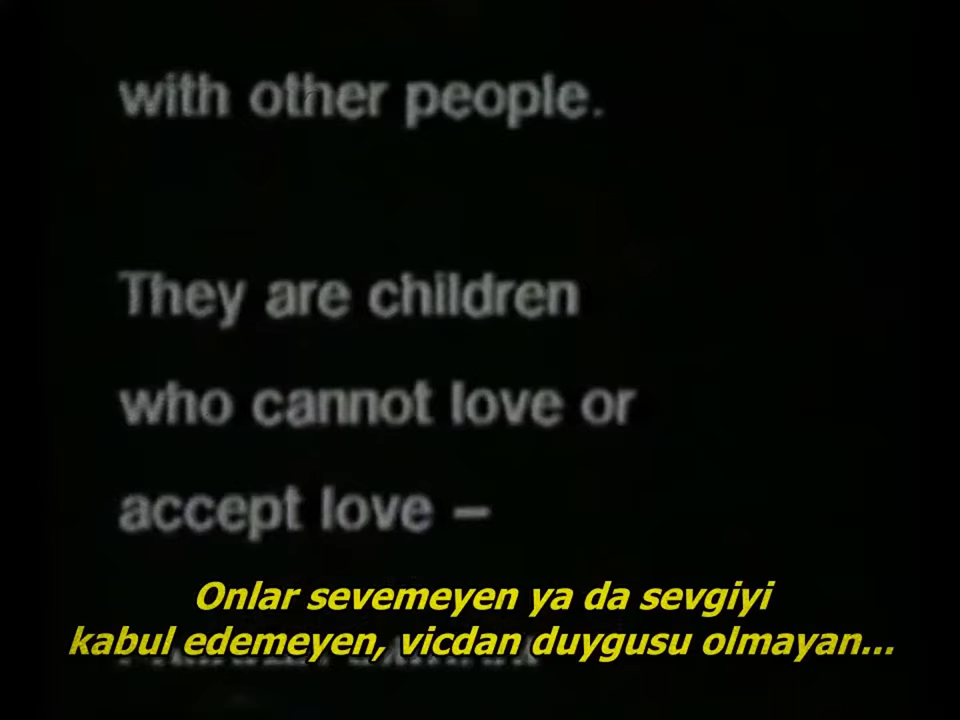 with other people.
They are children
who cannot love or
accept love –
Onlar sevemeyen ya da sevgiyi
kabul edemeyen, vicdan duygusu olmayan...